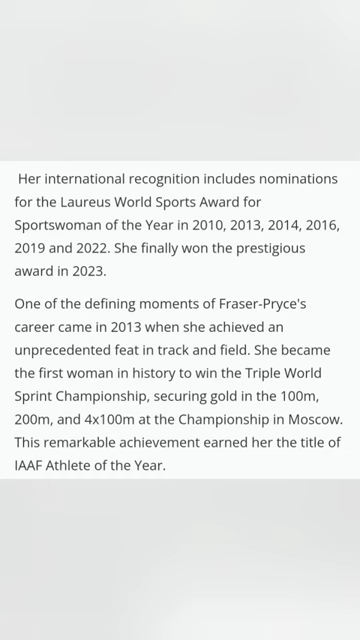 Her international recognition includes nominations
for the Laureus World Sports Award for
Sportswoman of the Year in 2010, 2013, 2014, 2016,
2019 and 2022. She finally won the prestigious
award in 2023.
One of the defining moments of Fraser-Pryce's
career came in 2013 when she achieved an
unprecedented feat in track and field. She became
the first woman in history to win the Triple World
Sprint Championship, securing gold in the 100m,
200m, and 4x100m at the Championship in Moscow.
This remarkable achievement earned her the title of
IAAF Athlete of the Year.